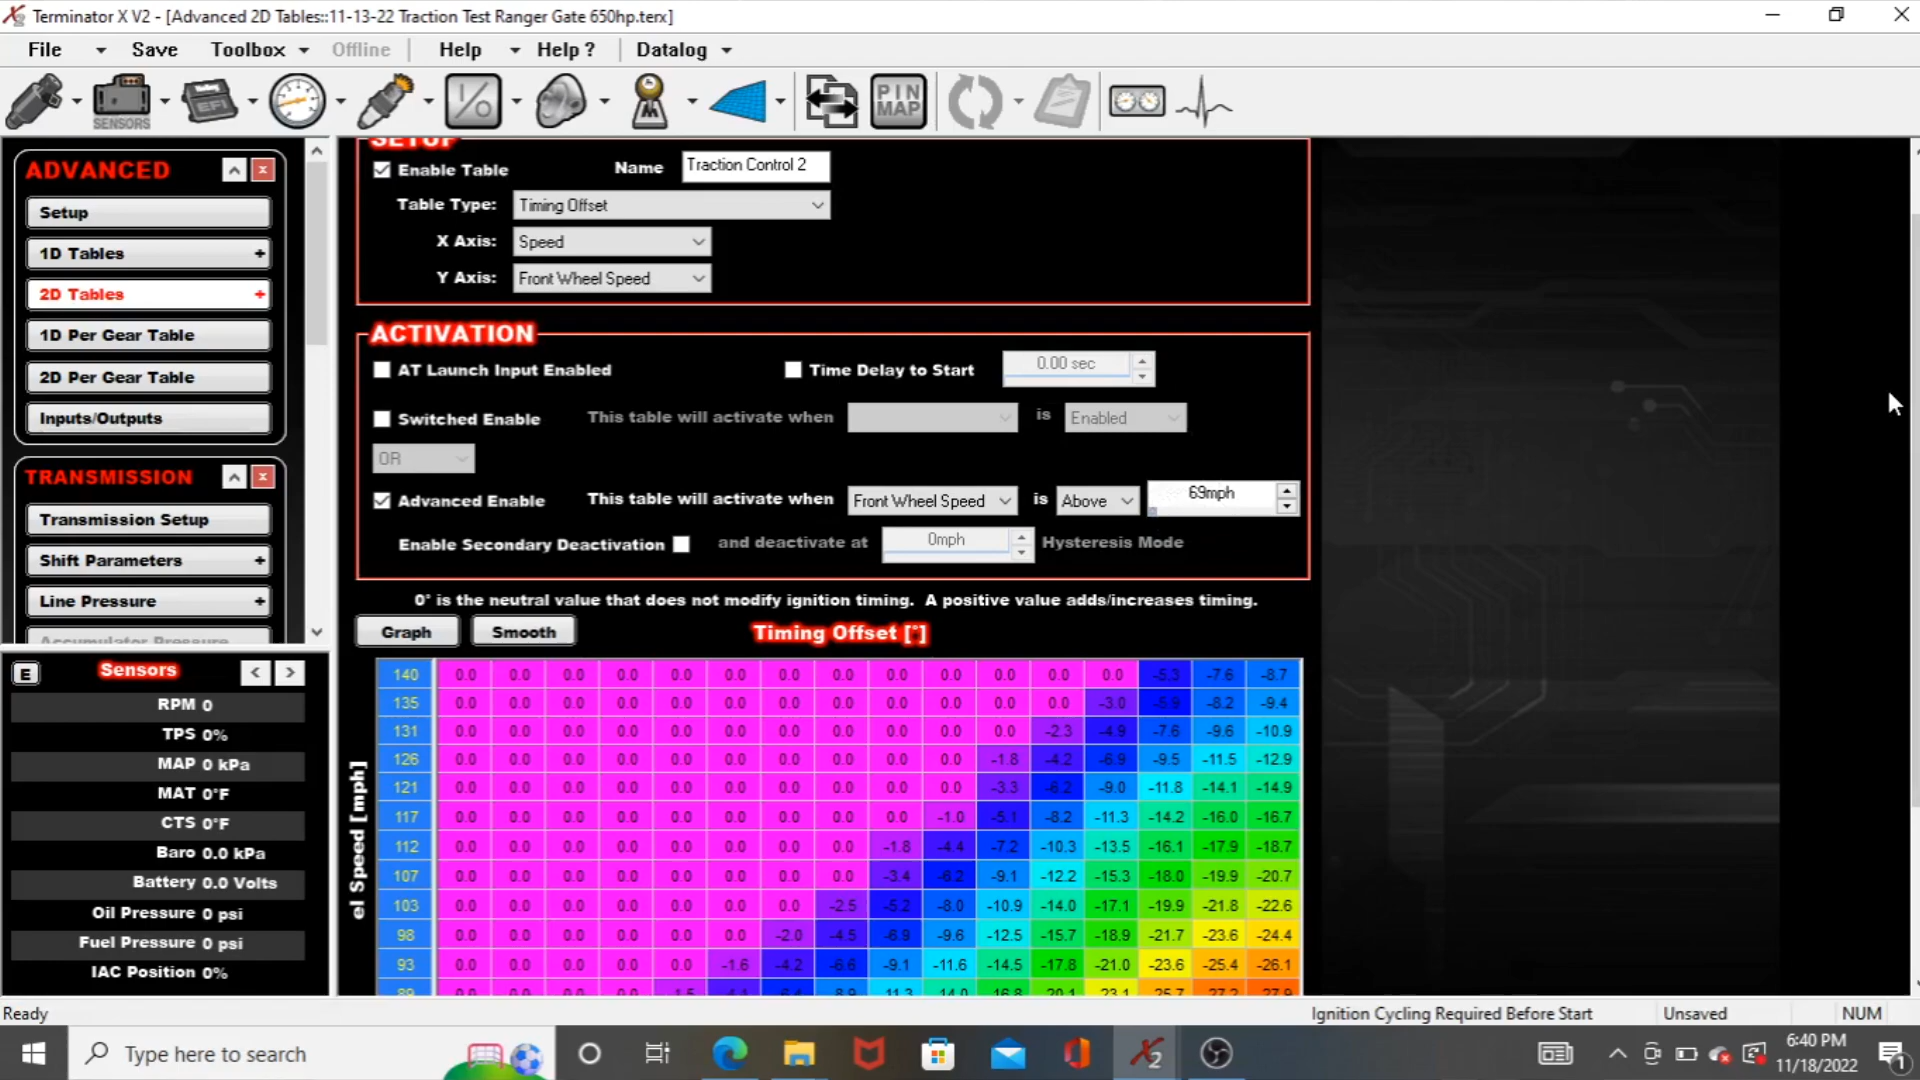 Terminator X V2 - [Advanced 2D Tables::11-13-22 Traction Test Ranger Gate 650hp.terx]
File Save Toolbox Offline Help Help ? Datalog
SENSORS EFI I/O PIN MAP
ADVANCED
Setup
1D Tables +
2D Tables +
1D Per Gear Table
2D Per Gear Table
Inputs/Outputs
TRANSMISSION
Transmission Setup
Shift Parameters +
Line Pressure +
Accumulator Pressure
E Sensors < >
RPM 0
TPS 0%
MAP 0 kPa
MAT 0°F
CTS 0°F
Baro 0.0 kPa
Battery 0.0 Volts
Oil Pressure 0 psi
Fuel Pressure 0 psi
IAC Position 0%
SETUP
Enable Table Name Traction Control 2
Table Type: Timing Offset
X Axis: Speed
Y Axis: Front Wheel Speed
ACTIVATION
AT Launch Input Enabled Time Delay to Start 0.00 sec
Switched Enable This table will activate when is Enabled
OR
Advanced Enable This table will activate when Front Wheel Speed is Above 69mph
Enable Secondary Deactivation and deactivate at 0mph Hysteresis Mode
0° is the neutral value that does not modify ignition timing. A positive value adds/increases timing.
Graph Smooth Timing Offset [°]
el Speed [mph]
140 0.0 0.0 0.0 0.0 0.0 0.0 0.0 0.0 0.0 0.0 0.0 0.0 0.0 -5.3 -7.6 -8.7
135 0.0 0.0 0.0 0.0 0.0 0.0 0.0 0.0 0.0 0.0 0.0 0.0 -3.0 -5.9 -8.2 -9.4
131 0.0 0.0 0.0 0.0 0.0 0.0 0.0 0.0 0.0 0.0 0.0 -2.3 -4.9 -7.6 -9.6 -10.9
126 0.0 0.0 0.0 0.0 0.0 0.0 0.0 0.0 0.0 0.0 -1.8 -4.2 -6.9 -9.5 -11.5 -12.9
121 0.0 0.0 0.0 0.0 0.0 0.0 0.0 0.0 0.0 0.0 -3.3 -6.2 -9.0 -11.8 -14.1 -14.9
117 0.0 0.0 0.0 0.0 0.0 0.0 0.0 0.0 0.0 -1.0 -5.1 -8.2 -11.3 -14.2 -16.0 -16.7
112 0.0 0.0 0.0 0.0 0.0 0.0 0.0 0.0 -1.8 -4.4 -7.2 -10.3 -13.5 -16.1 -17.9 -18.7
107 0.0 0.0 0.0 0.0 0.0 0.0 0.0 0.0 -3.4 -6.2 -9.1 -12.2 -15.3 -18.0 -19.9 -20.7
103 0.0 0.0 0.0 0.0 0.0 0.0 0.0 -2.5 -5.2 -8.0 -10.9 -14.0 -17.1 -19.9 -21.8 -22.6
98 0.0 0.0 0.0 0.0 0.0 0.0 -2.0 -4.5 -6.9 -9.6 -12.5 -15.7 -18.9 -21.7 -23.6 -24.4
93 0.0 0.0 0.0 0.0 0.0 -1.6 -4.2 -6.6 -9.1 -11.6 -14.5 -17.8 -21.0 -23.6 -25.4 -26.1
89 0.0 0.0 0.0 0.0 -1.5
Ready Ignition Cycling Required Before Start Unsaved NUM
Type here to search 6:40 PM
11/18/2022 1